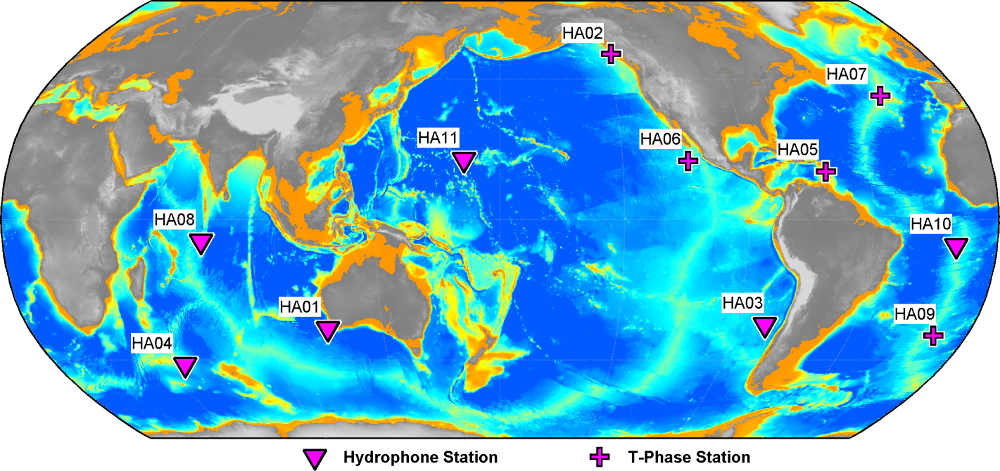 HA02
HA07
HA11
HA06
HA05
HA08
HA10
HA01
HA03
HA09
HA04
Hydrophone Station
T-Phase Station